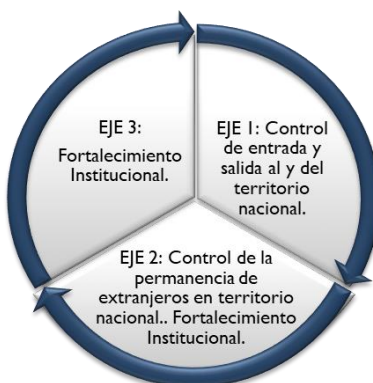 EJE 1: Control
de entrada y
salida al y del
territorio
nacional.
EJE 2: Control de la
permanencia de
extranjeros en territorio
nacional.. Fortalecimiento
Institucional.
EJE 3:
Fortalecimiento
Institucional.